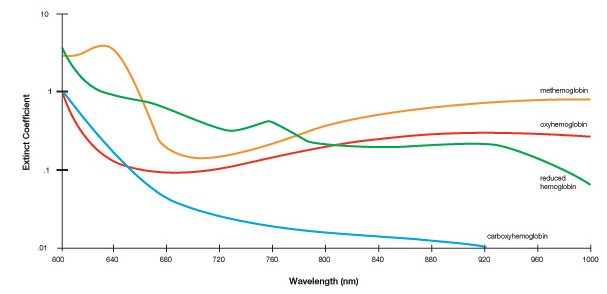 10
1
.1
.01
Extinct Coefficient
methemoglobin
oxyhemoglobin
reduced
hemoglobin
carboxyhemoglobin
600 640 680 720 760 800 840 880 920 960 1000
Wavelength (nm)